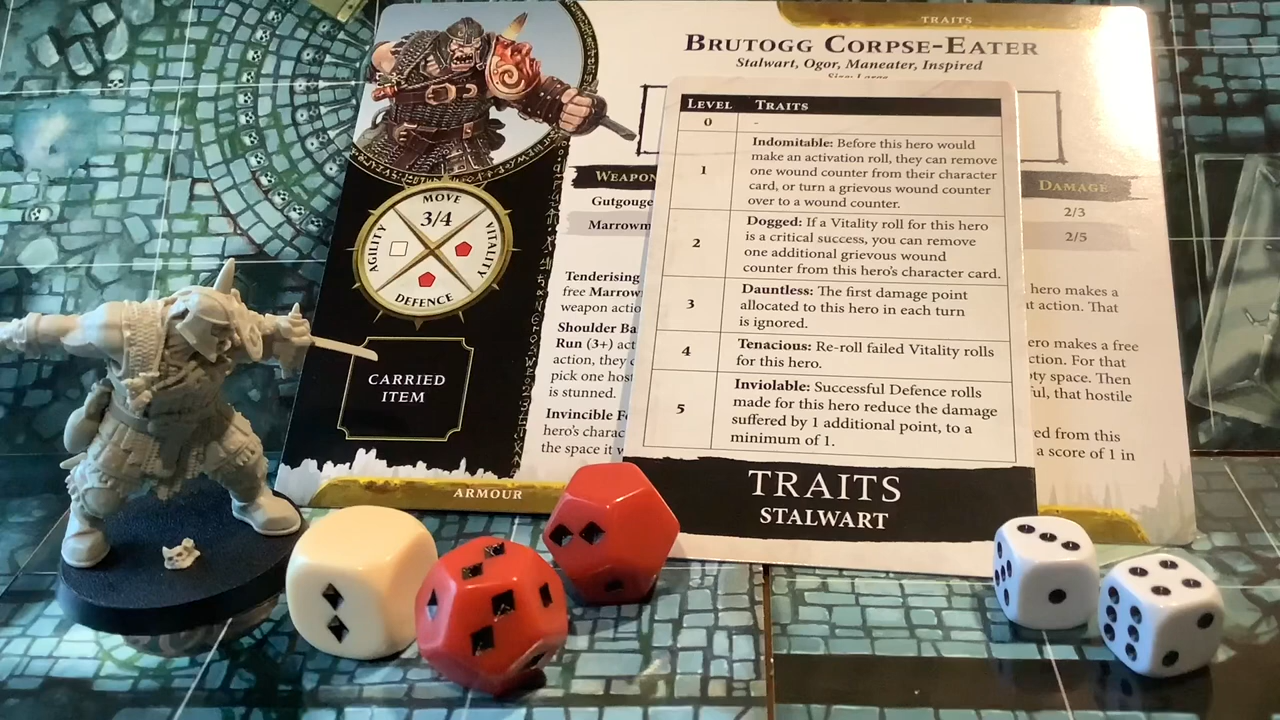 TRAITS
BRUTOGG CORPSE-EATER
Stalwart, Ogor, Maneater, Inspired
LEVEL TRAITS
0 -
1 Indomitable: Before this hero would
make an activation roll, they can remove
one wound counter from their character
card, or turn a grievous wound counter
over to a wound counter.
2 Dogged: If a Vitality roll for this hero
is a critical success, you can remove
one additional grievous wound
counter from this hero's character card.
3 Dauntless: The first damage point
allocated to this hero in each turn
is ignored.
4 Tenacious: Re-roll failed Vitality rolls
for this hero.
5 Inviolable: Successful Defence rolls
made for this hero reduce the damage
suffered by 1 additional point, to a
minimum of 1.
TRAITS
STALWART
MOVE
3/4
AGILITY
VITALITY
DEFENCE
CARRIED
ITEM
ARMOUR
WEAPON
Gutgouge
Marrowm
Tenderising
free Marrow
weapon actio
Shoulder Ba
Run (3+) act
action, they c
pick one host
is stunned.
Invincible Fo
hero's charac
the space it w
DAMAGE
2/3
2/5
hero makes a
t action. That
ero makes a free
ction. For that
ty space. Then
ful, that hostile
ed from this
a score of 1 in